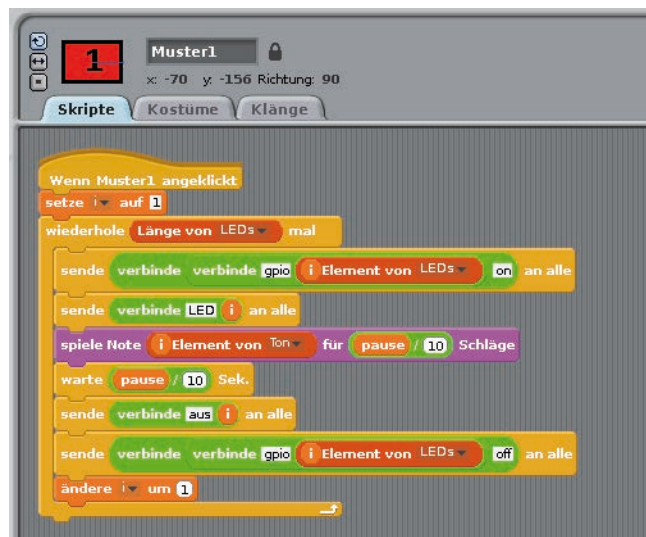 1
Muster1
x: -70 y: -156 Richtung: 90
Skripte Kostüme Klänge
Wenn Muster1 angeklickt
setze i auf 1
wiederhole Länge von LEDs mal
sende verbinde verbinde gpio i Element von LEDs on an alle
sende verbinde LED i an alle
spiele Note i Element von Ton für pause / 10 Schläge
warte pause / 10 Sek.
sende verbinde aus i an alle
sende verbinde verbinde gpio i Element von LEDs off an alle
ändere i um 1